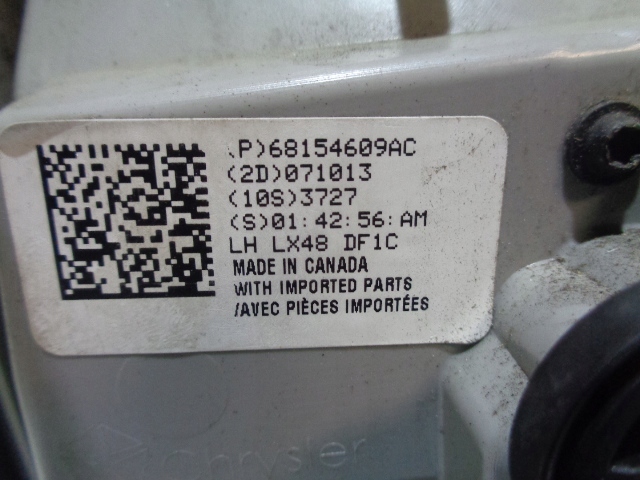 (P)68154609AC
(2D)071013
(10S)3727
(S)01:42:56:AM
LH LX48 DF1C
MADE IN CANADA
WITH IMPORTED PARTS
/AVEC PIÈCES IMPORTÉES
Chrysler